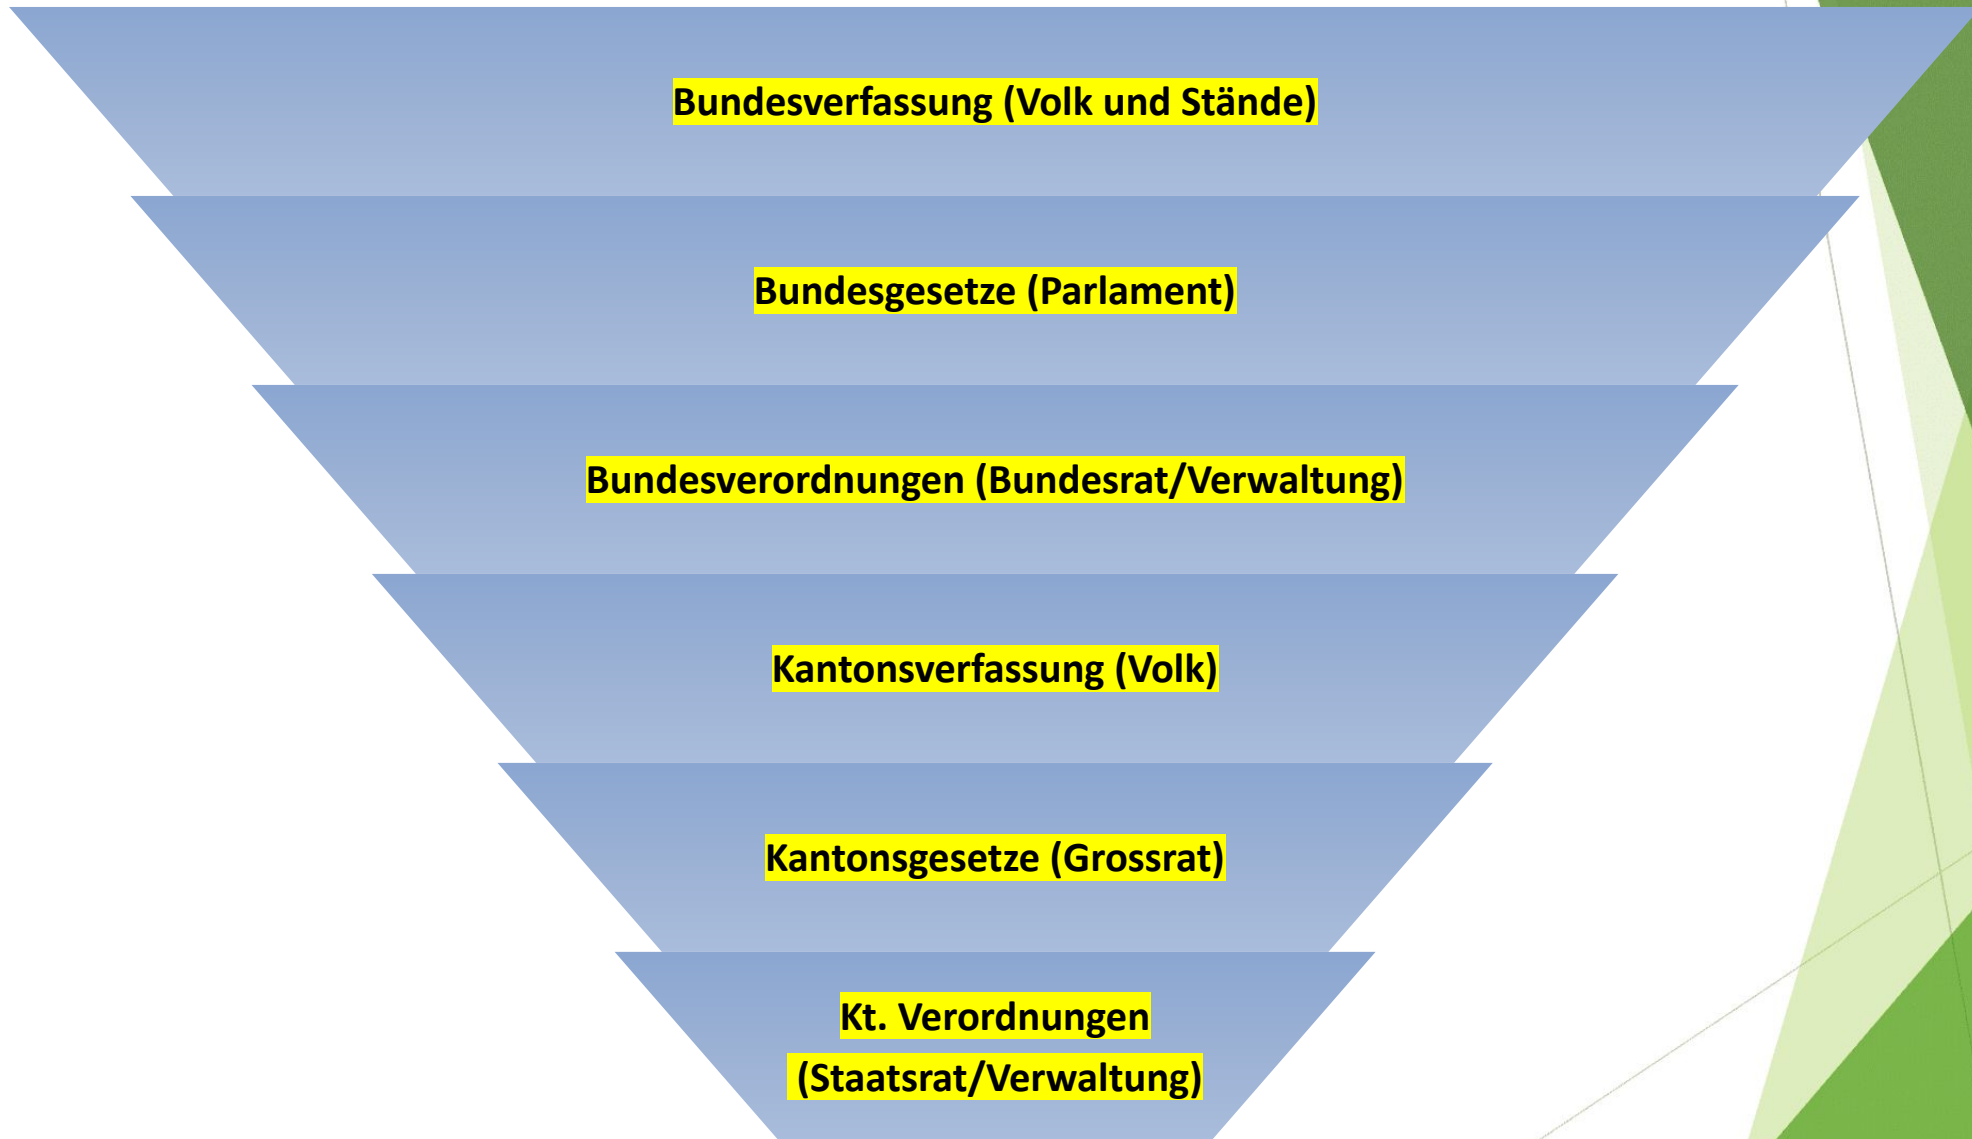 Bundesverfassung (Volk und Stände)
Bundesgesetze (Parlament)
Bundesverordnungen (Bundesrat/Verwaltung)
Kantonsverfassung (Volk)
Kantonsgesetze (Grossrat)
Kt. Verordnungen
(Staatsrat/Verwaltung)